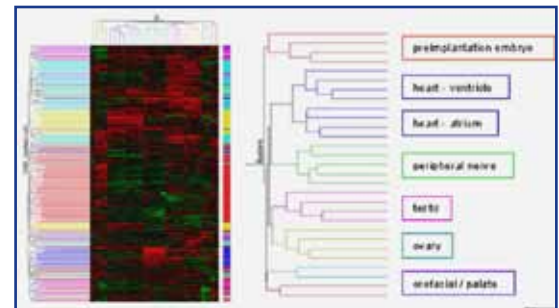 preimplantation embryo
heart - ventricle
heart - atrium
peripheral nerve
testis
ovary
orofacial / palate